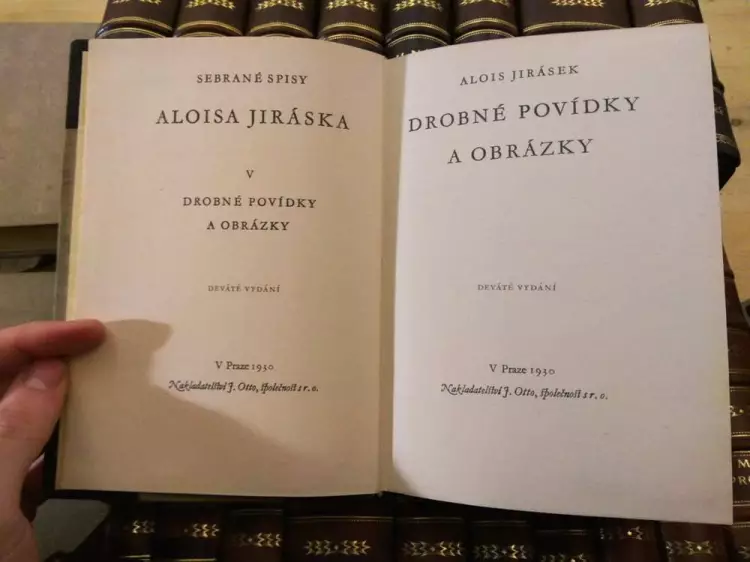 SEBRANÉ SPISY
ALOISA JIRÁSKA
V
DROBNÉ POVÍDKY
A OBRÁZKY
DEVÁTÉ VYDÁNÍ
V Praze 1930
Nakladatelství J. Otto, společnost s r. o.
ALOIS JIRÁSEK
DROBNÉ POVÍDKY
A OBRÁZKY
DEVÁTÉ VYDÁNÍ
V Praze 1930
Nakladatelství J. Otto, společnost s r. o.